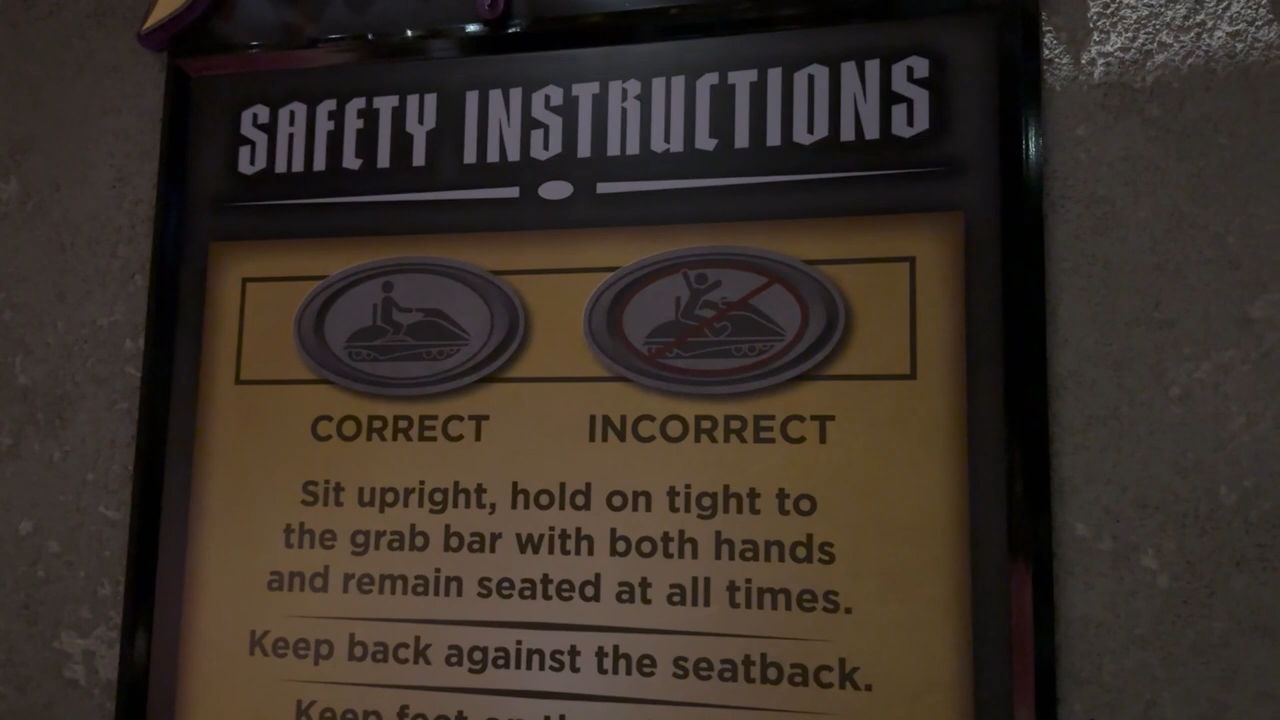 SAFETY INSTRUCTIONS
CORRECT
INCORRECT
Sit upright, hold on tight to
the grab bar with both hands
and remain seated at all times.
Keep back against the seatback.
Keep feet on